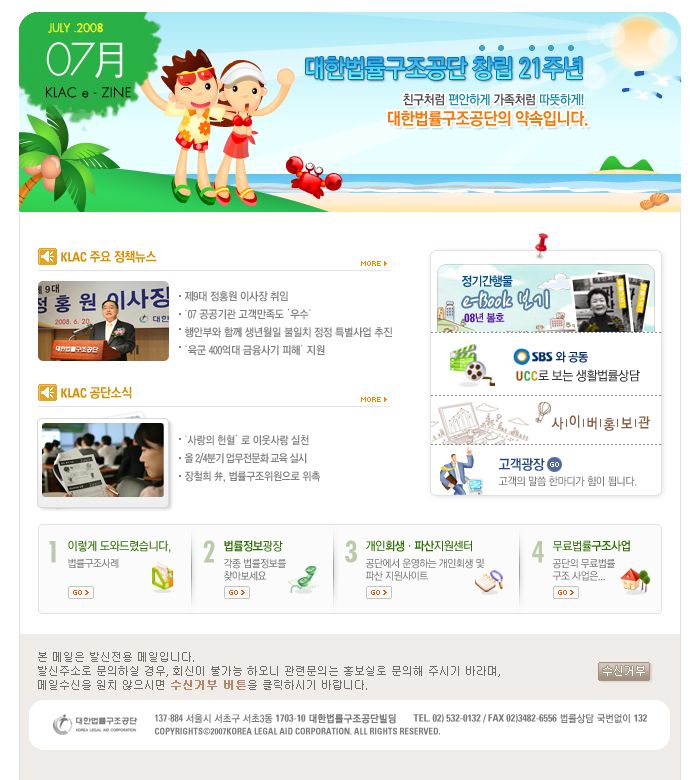 JULY .2008
07月
KLAC e - ZINE
대한법률구조공단 창립 21주년
친구처럼 편안하게 가족처럼 따뜻하게!
대한법률구조공단의 약속입니다.
KLAC 주요 정책뉴스
MORE
제9대
정홍원 이사장
2008. 6. 20
대한법률구조공단
· 제9대 정홍원 이사장 취임
· '07 공공기관 고객만족도 '우수'
· 행안부와 함께 생년월일 불일치 정정 특별사업 추진
· '육군 400억대 금융사기 피해' 지원
KLAC 공단소식
MORE
· '사랑의 헌혈' 로 이웃사랑 실천
· 올 2/4분기 업무전문화 교육 실시
· 장철희 弁, 법률구조위원으로 위촉
정기간행물
e-Book 보기
08년 봄호
SBS 와 공동
UCC로 보는 생활법률상담
사이버홍보관
고객광장 GO
고객의 말씀 한마디가 힘이 됩니다.
1 이렇게 도와드렸습니다,
법률구조사례
GO
2 법률정보광장
각종 법률정보를
찾아보세요
GO
3 개인회생 · 파산지원센터
공단에서 운영하는 개인회생 및
파산 지원사이트
GO
4 무료법률구조사업
공단의 무료법률
구조 사업은...
GO
본 메일은 발신전용 메일입니다.
발신주소로 문의하실 경우, 회신이 불가능 하오니 관련문의는 홍보실로 문의해 주시기 바라며,
메일수신을 원치 않으시면 수신거부 버튼을 클릭하시기 바랍니다.
수신거부
대한법률구조공단
KOREA LEGAL AID CORPORATION
137-884 서울시 서초구 서초3동 1703-10 대한법률구조공단빌딩 TEL. 02) 532-0132 / FAX 02)3482-6556 법률상담 국번없이 132
COPYRIGHTS©2007KOREA LEGAL AID CORPORATION. ALL RIGHTS RESERVED.